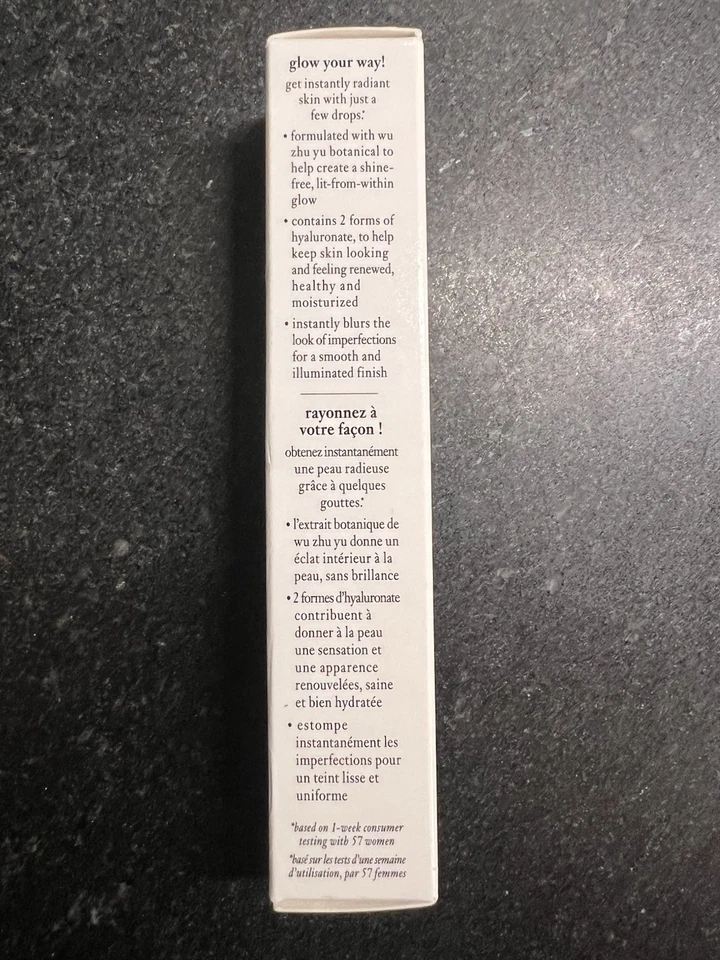 glow your way!
get instantly radiant
skin with just a
few drops.*
• formulated with wu
zhu yu botanical to
help create a shine-
free, lit-from-within
glow
• contains 2 forms of
hyaluronate, to help
keep skin looking
and feeling renewed,
healthy and
moisturized
• instantly blurs the
look of imperfections
for a smooth and
illuminated finish
rayonnez à
votre façon !
obtenez instantanément
une peau radieuse
grâce à quelques
gouttes.*
• l'extrait botanique de
wu zhu yu donne un
éclat intérieur à la
peau, sans brillance
• 2 formes d'hyaluronate
contribuent à
donner à la peau
une sensation et
une apparence
renouvelées, saine
et bien hydratée
• estompe
instantanément les
imperfections pour
un teint lisse et
uniforme
*based on 1-week consumer
testing with 57 women
*basé sur les tests d'une semaine
d'utilisation, par 57 femmes